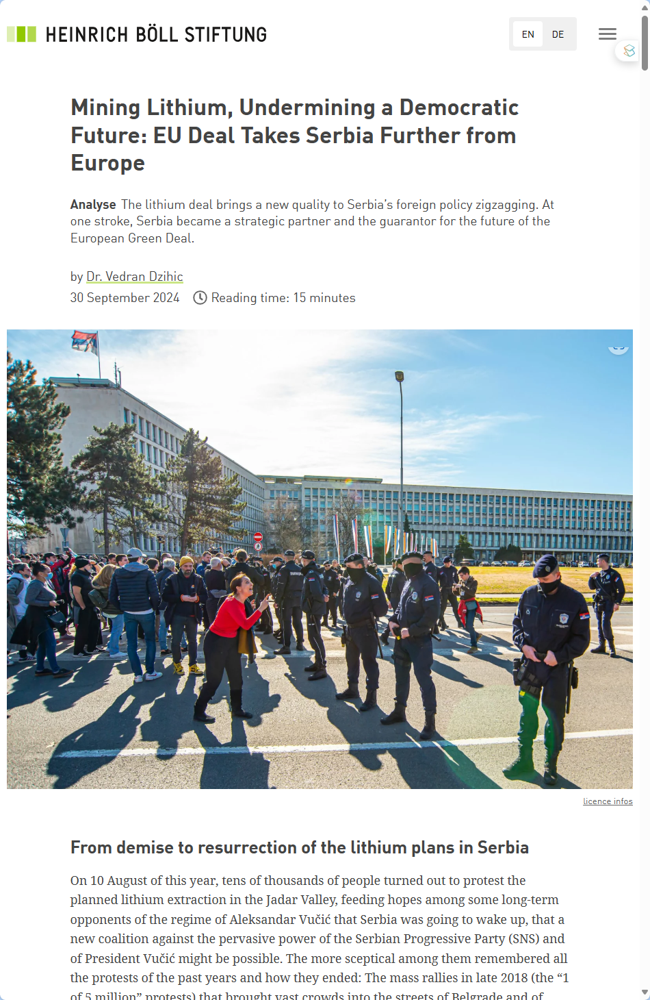 HEINRICH BÖLL STIFTUNG
EN DE
Mining Lithium, Undermining a Democratic
Future: EU Deal Takes Serbia Further from
Europe
Analyse The lithium deal brings a new quality to Serbia’s foreign policy zigzagging. At
one stroke, Serbia became a strategic partner and the guarantor for the future of the
European Green Deal.
by Dr. Vedran Dzihic
30 September 2024 Reading time: 15 minutes
licence infos
From demise to resurrection of the lithium plans in Serbia
On 10 August of this year, tens of thousands of people turned out to protest the
planned lithium extraction in the Jadar Valley, feeding hopes among some long-term
opponents of the regime of Aleksandar Vučić that Serbia was going to wake up, that a
new coalition against the pervasive power of the Serbian Progressive Party (SNS) and
of President Vučić might be possible. The more sceptical among them remembered all
the protests of the past years and how they ended: The mass rallies in late 2018 (the “1
of 5 million” protests) that brought vast crowds into the streets of Belgrade and of